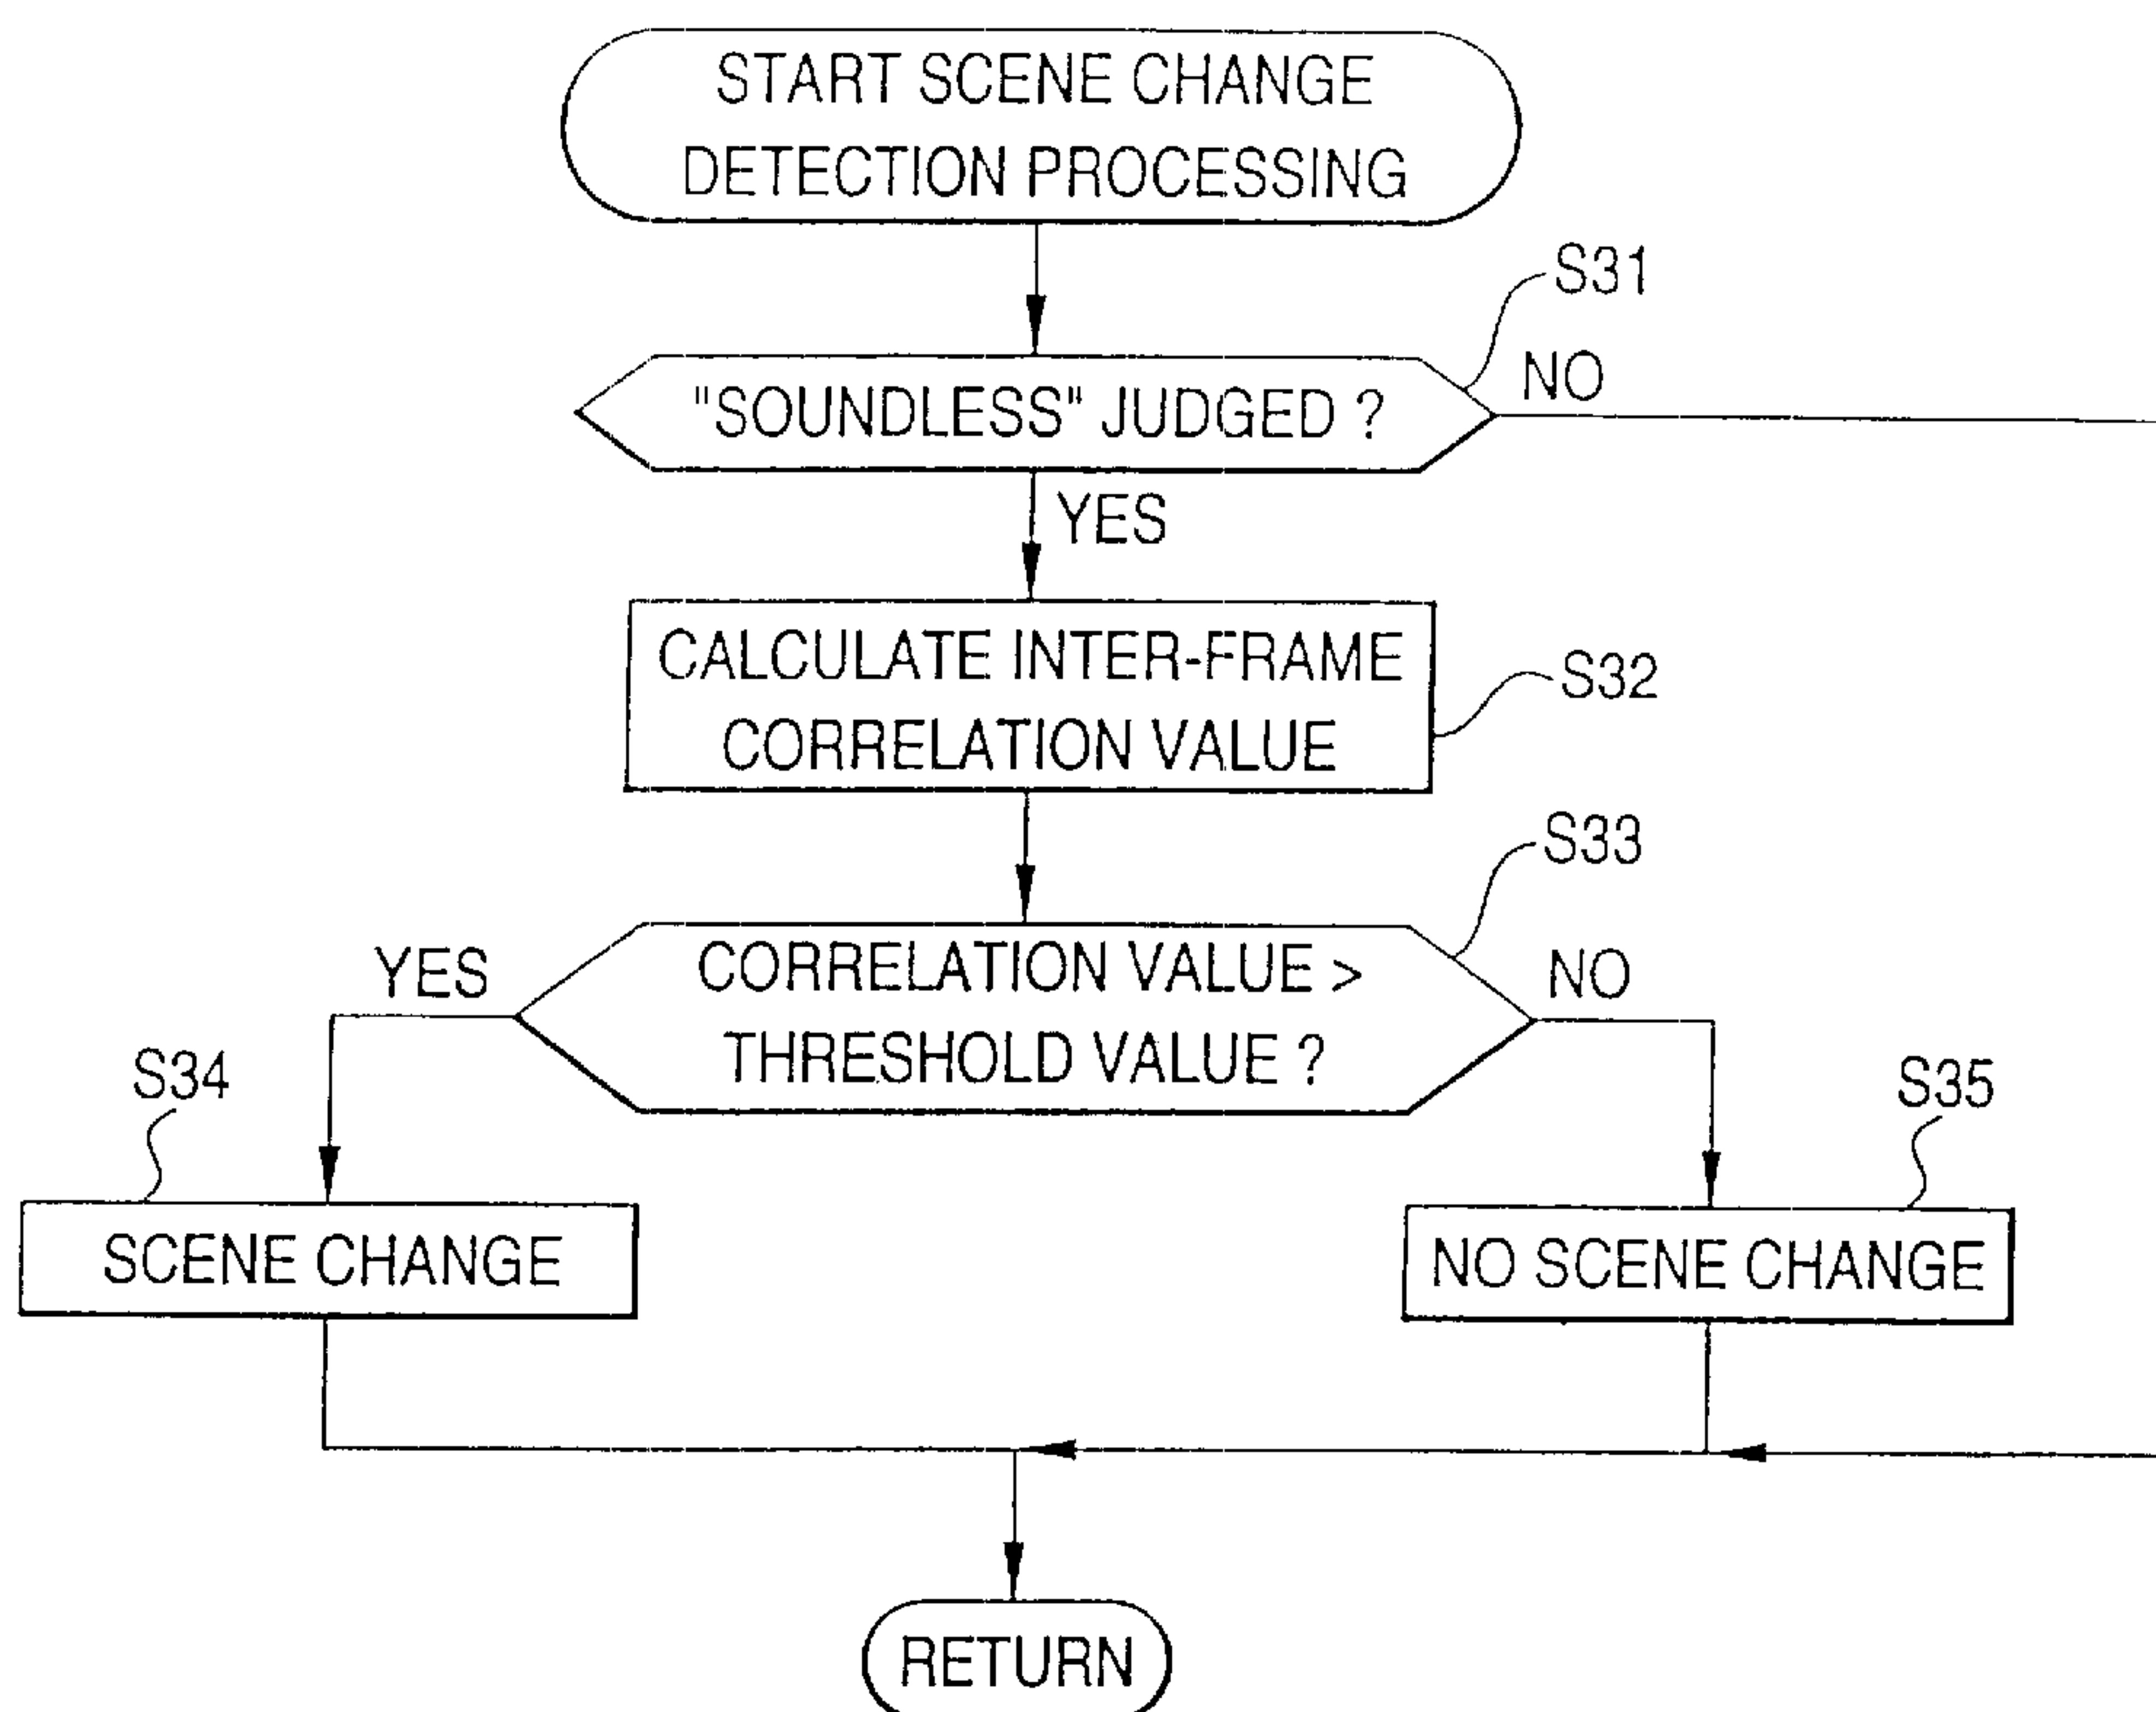 START SCENE CHANGE
DETECTION PROCESSING
S31
"SOUNDLESS" JUDGED ?
NO
YES
CALCULATE INTER-FRAME
CORRELATION VALUE
S32
S33
CORRELATION VALUE >
THRESHOLD VALUE ?
YES
NO
S34
S35
SCENE CHANGE
NO SCENE CHANGE
RETURN